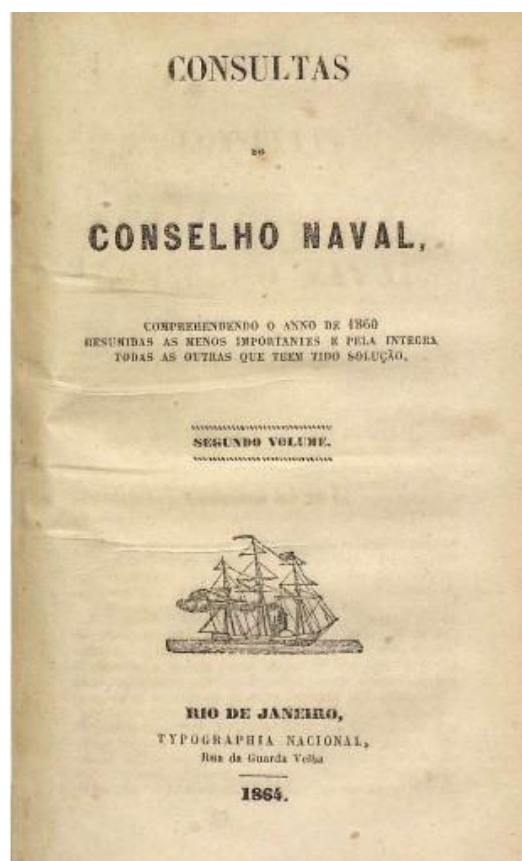 CONSULTAS
DO
CONSELHO NAVAL,
COMPREHENDENDO O ANNO DE 1860
RESUMIDAS AS MENOS IMPORTANTES E PELA INTEGRA
TODAS AS OUTRAS QUE TEEM TIDO SOLUÇÃO.
SEGUNDO VOLUME.
RIO DE JANEIRO,
TYPOGRAPHIA NACIONAL,
Rua da Guarda Velha
1864.